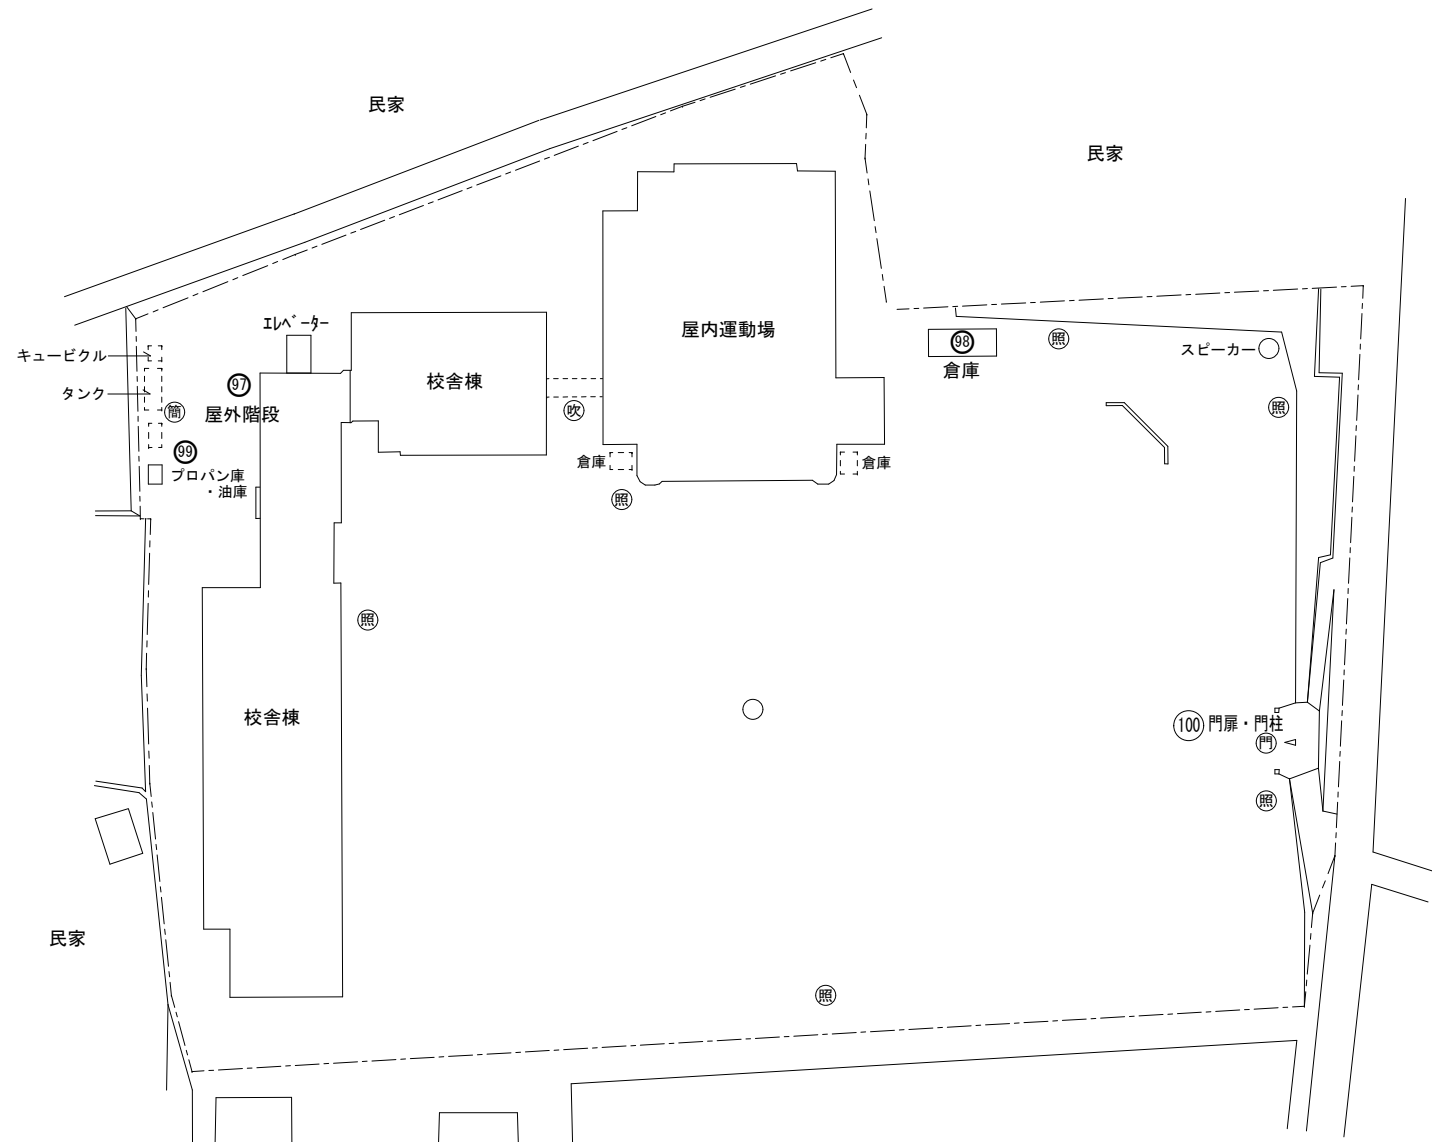 民家
民家
エレベーター
屋内運動場
98
照
スピーカー
キュービクル
倉庫
校舎棟
97
タンク
簡
屋外階段
吹
照
99
倉庫
倉庫
プロパン庫
・油庫
照
照
校舎棟
100 門扉・門柱
門
照
民家
照